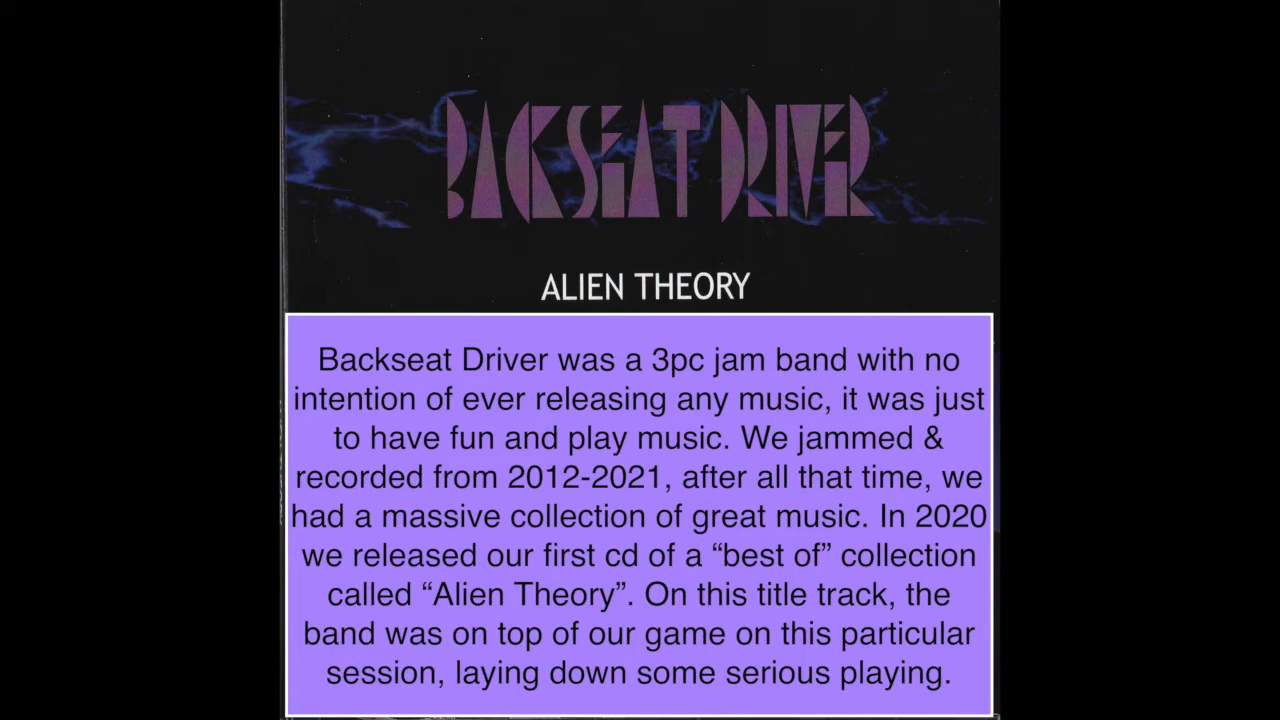 BACKSEAT DRIVER
ALIEN THEORY
Backseat Driver was a 3pc jam band with no
intention of ever releasing any music, it was just
to have fun and play music. We jammed &
recorded from 2012-2021, after all that time, we
had a massive collection of great music. In 2020
we released our first cd of a “best of” collection
called “Alien Theory”. On this title track, the
band was on top of our game on this particular
session, laying down some serious playing.